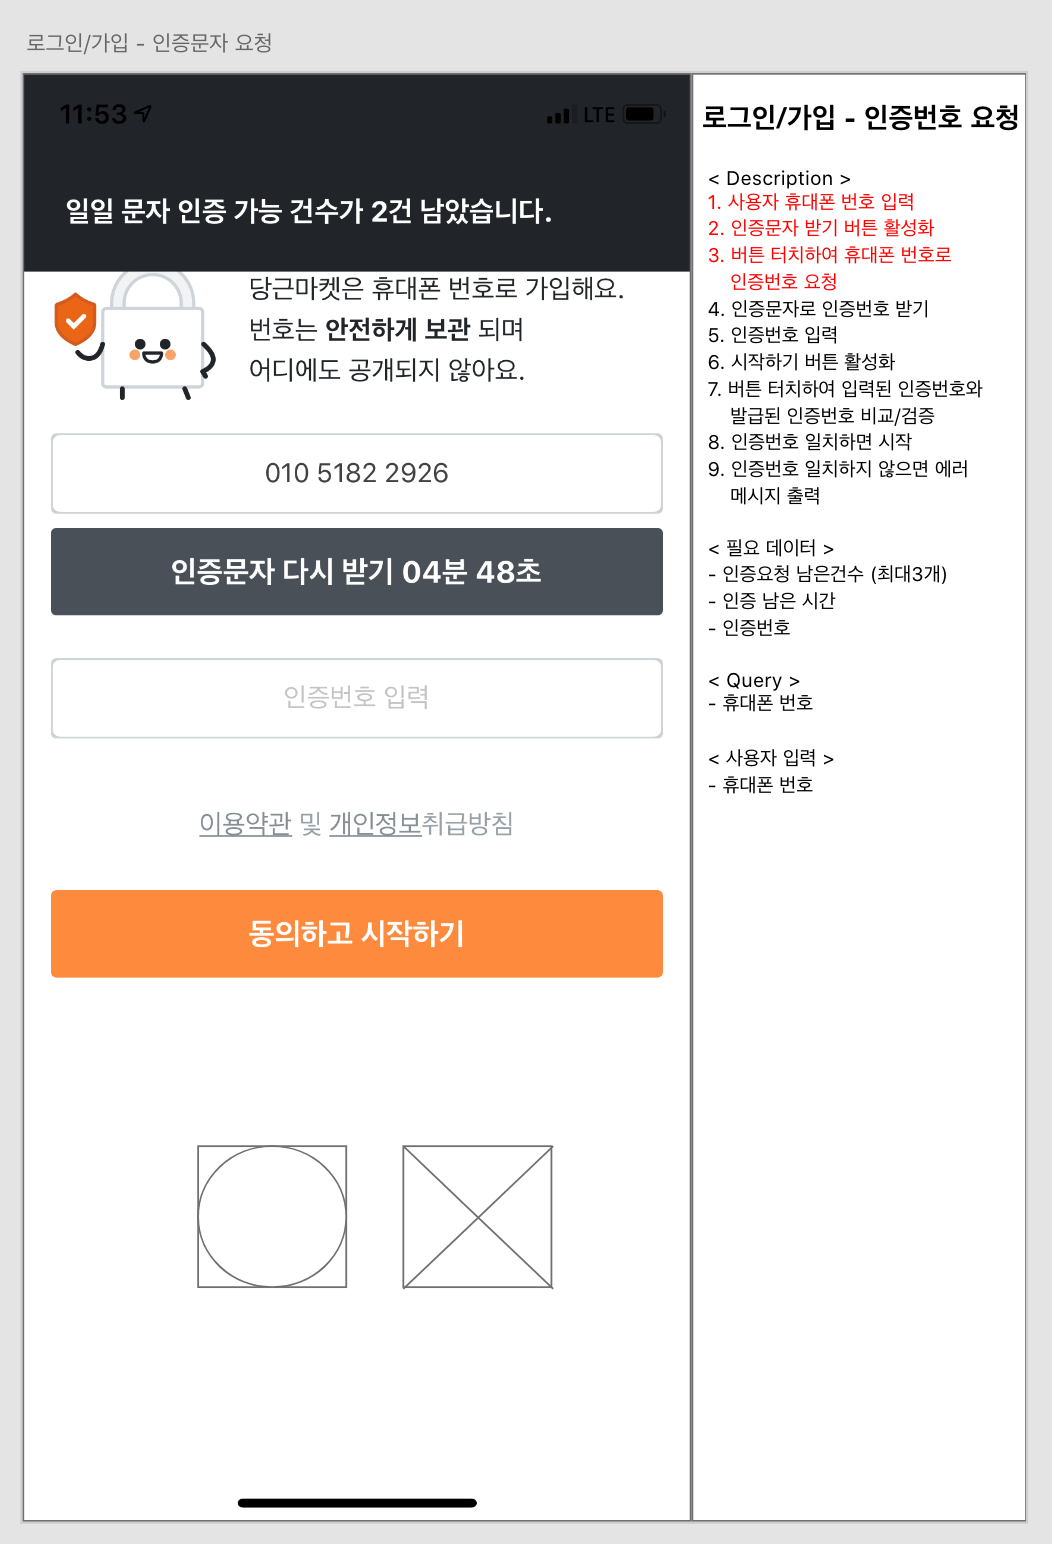 로그인/가입 - 인증문자 요청
11:53
LTE
일일 문자 인증 가능 건수가 2건 남았습니다.
당근마켓은 휴대폰 번호로 가입해요.
번호는 안전하게 보관 되며
어디에도 공개되지 않아요.
010 5182 2926
인증문자 다시 받기 04분 48초
인증번호 입력
이용약관 및 개인정보취급방침
동의하고 시작하기
로그인/가입 - 인증번호 요청
< Description >
1. 사용자 휴대폰 번호 입력
2. 인증문자 받기 버튼 활성화
3. 버튼 터치하여 휴대폰 번호로
인증번호 요청
4. 인증문자로 인증번호 받기
5. 인증번호 입력
6. 시작하기 버튼 활성화
7. 버튼 터치하여 입력된 인증번호와
발급된 인증번호 비교/검증
8. 인증번호 일치하면 시작
9. 인증번호 일치하지 않으면 에러
메시지 출력
< 필요 데이터 >
- 인증요청 남은건수 (최대3개)
- 인증 남은 시간
- 인증번호
< Query >
- 휴대폰 번호
< 사용자 입력 >
- 휴대폰 번호